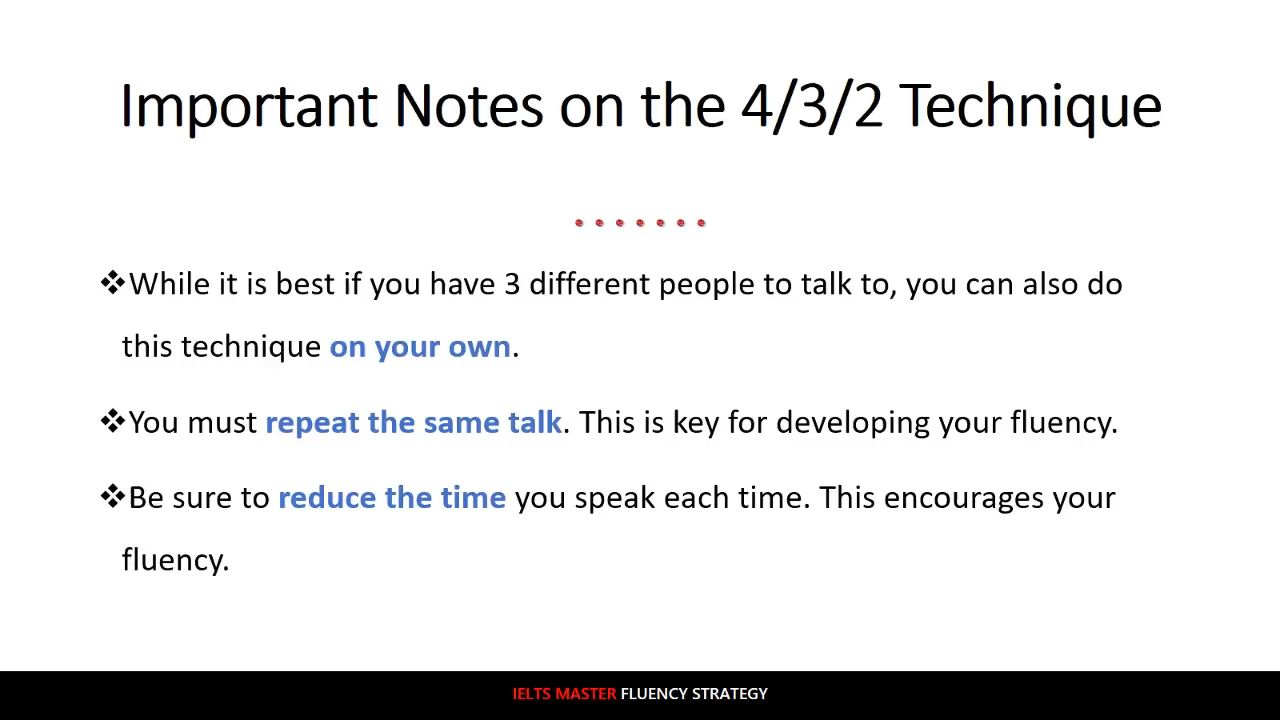 Important Notes on the 4/3/2 Technique
❖While it is best if you have 3 different people to talk to, you can also do
this technique on your own.
❖You must repeat the same talk. This is key for developing your fluency.
❖Be sure to reduce the time you speak each time. This encourages your
fluency.
IELTS MASTER FLUENCY STRATEGY